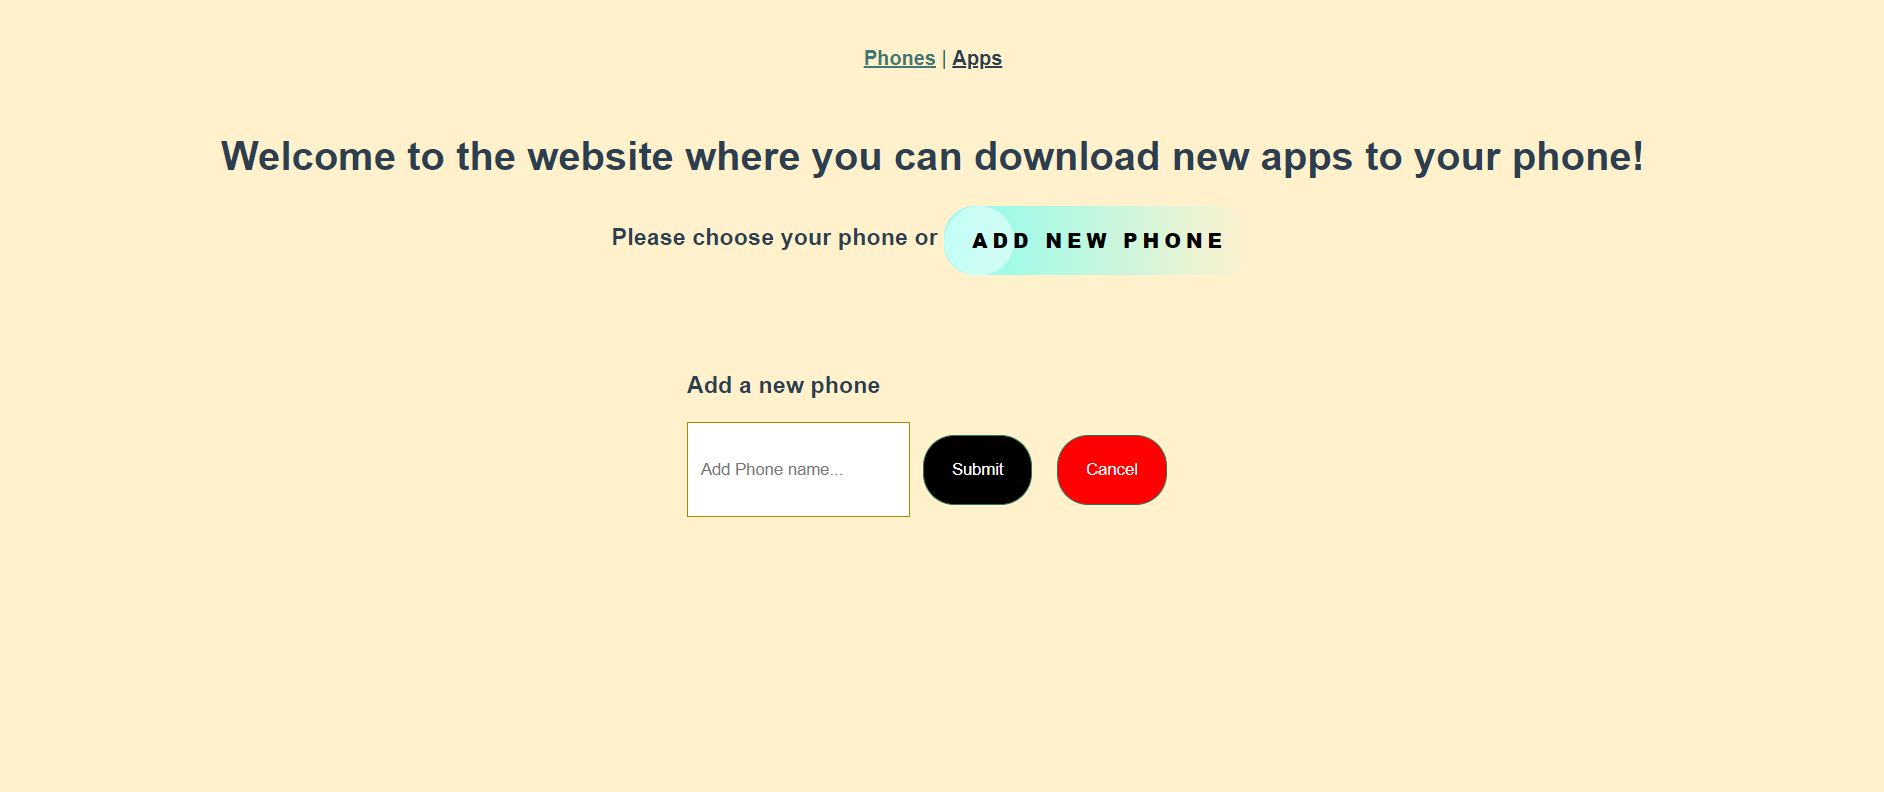 Phones | Apps
Welcome to the website where you can download new apps to your phone!
Please choose your phone or ADD NEW PHONE
Add a new phone
Add Phone name... Submit Cancel